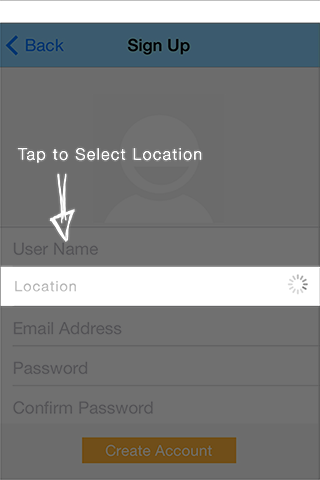 Back
Sign Up
Tap to Select Location
User Name
Location
Email Address
Password
Confirm Password
Create Account